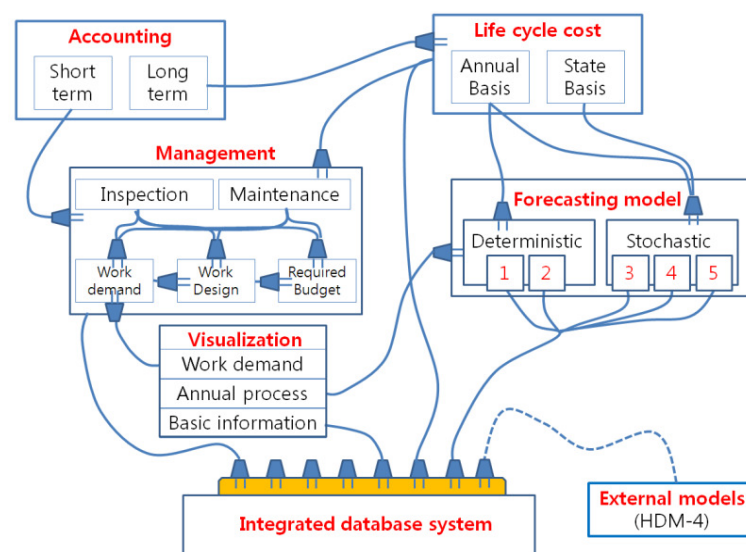 Accounting
Short
term
Long
term
Life cycle cost
Annual
Basis
State
Basis
Management
Inspection
Maintenance
Work
demand
Work
Design
Required
Budget
Forecasting model
Deterministic
1
2
Stochastic
3
4
5
Visualization
Work demand
Annual process
Basic information
Integrated database system
External models
(HDM-4)